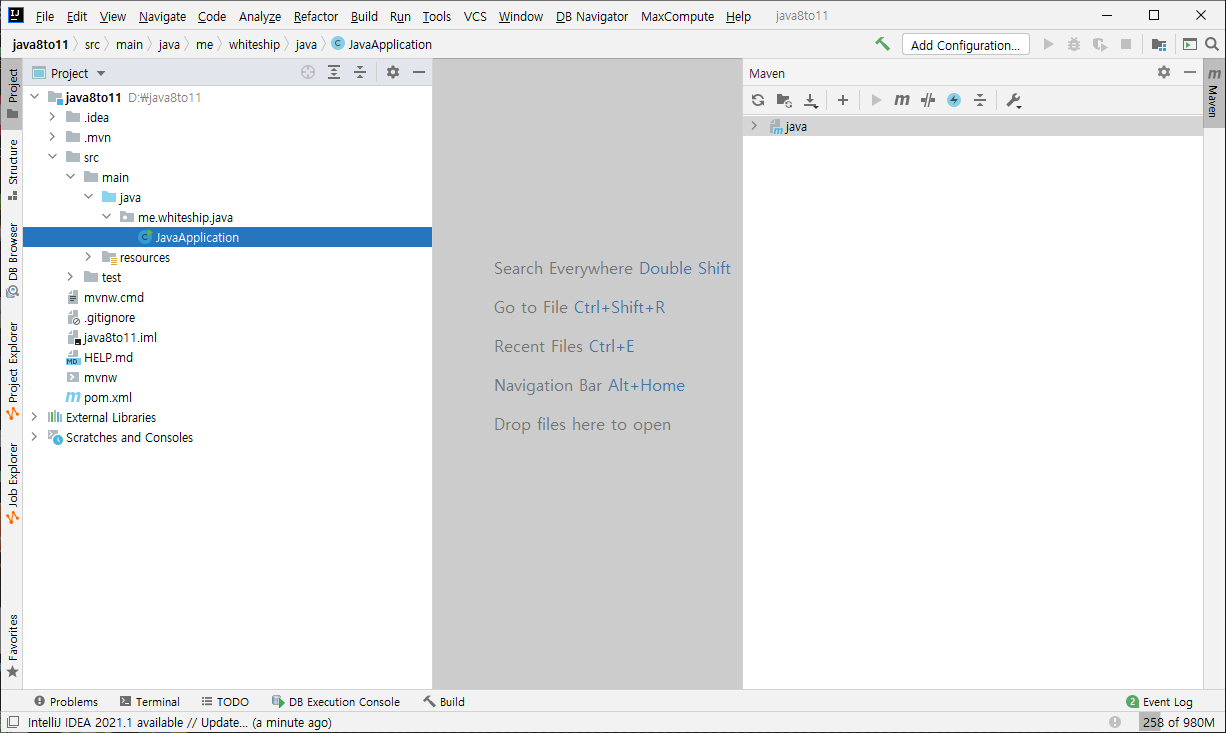 File Edit View Navigate Code Analyze Refactor Build Run Tools VCS Window DB Navigator MaxCompute Help java8to11
java8to11 src main java me whiteship java JavaApplication Add Configuration...
Project
Maven
java8to11 D:₩java8to11
.idea
.mvn
src
main
java
me.whiteship.java
JavaApplication
resources
test
mvnw.cmd
.gitignore
java8to11.iml
HELP.md
mvnw
pom.xml
External Libraries
Scratches and Consoles
Project
Structure
DB Browser
Project Explorer
Job Explorer
Favorites
Search Everywhere Double Shift
Go to File Ctrl+Shift+R
Recent Files Ctrl+E
Navigation Bar Alt+Home
Drop files here to open
java
Maven
Problems Terminal TODO DB Execution Console Build 2 Event Log
IntelliJ IDEA 2021.1 available // Update... (a minute ago) 258 of 980M